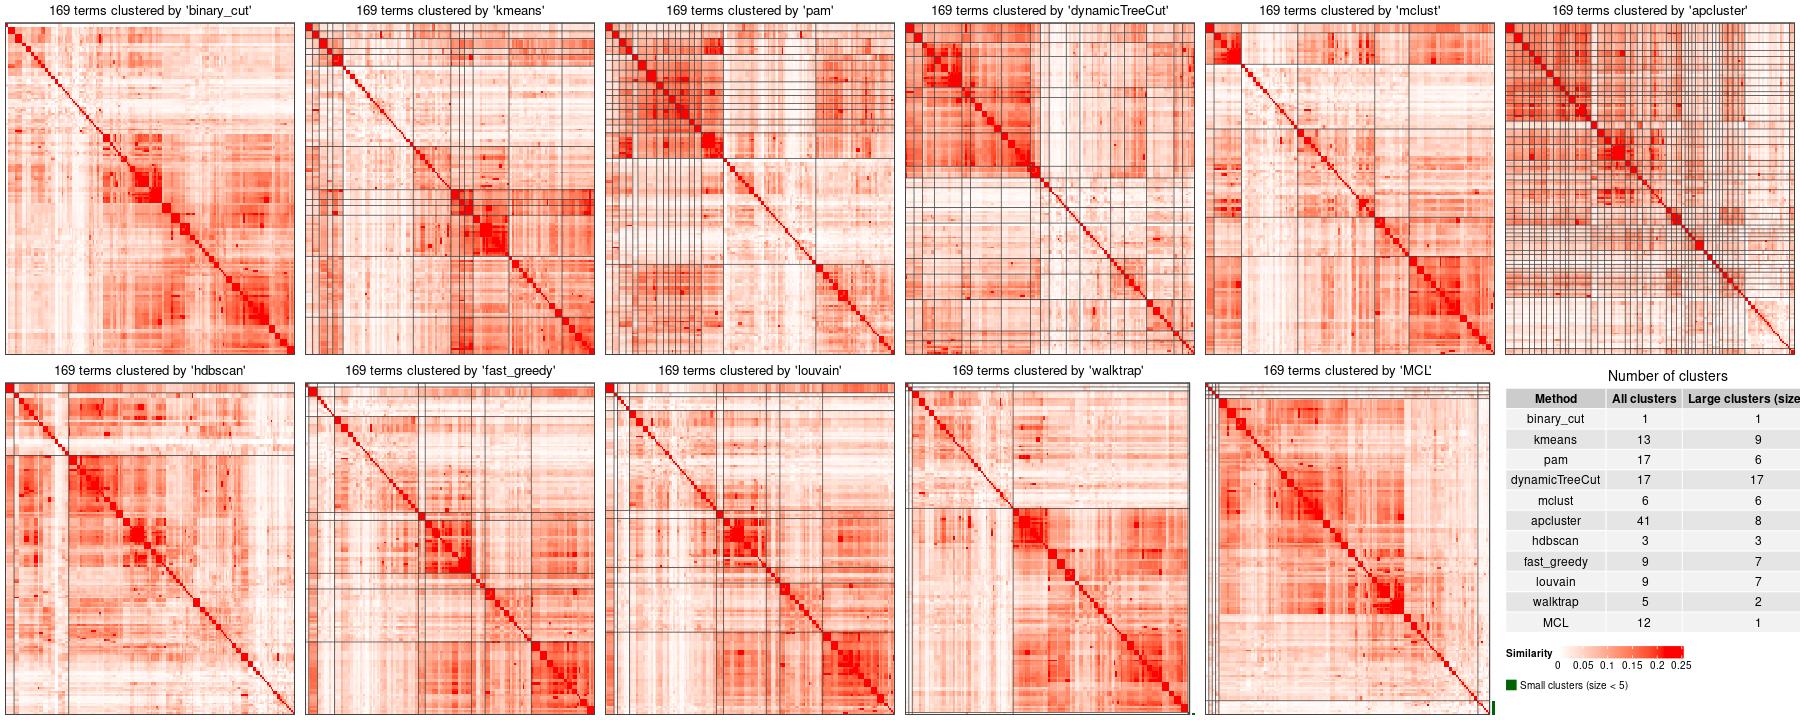 169 terms clustered by 'binary_cut'
169 terms clustered by 'kmeans'
169 terms clustered by 'pam'
169 terms clustered by 'dynamicTreeCut'
169 terms clustered by 'mclust'
169 terms clustered by 'apcluster'
169 terms clustered by 'hdbscan'
169 terms clustered by 'fast_greedy'
169 terms clustered by 'louvain'
169 terms clustered by 'walktrap'
169 terms clustered by 'MCL'
Number of clusters
Method All clusters Large clusters (size
binary_cut 1 1
kmeans 13 9
pam 17 6
dynamicTreeCut 17 17
mclust 6 6
apcluster 41 8
hdbscan 3 3
fast_greedy 9 7
louvain 9 7
walktrap 5 2
MCL 12 1
Similarity
0 0.05 0.1 0.15 0.2 0.25
Small clusters (size < 5)